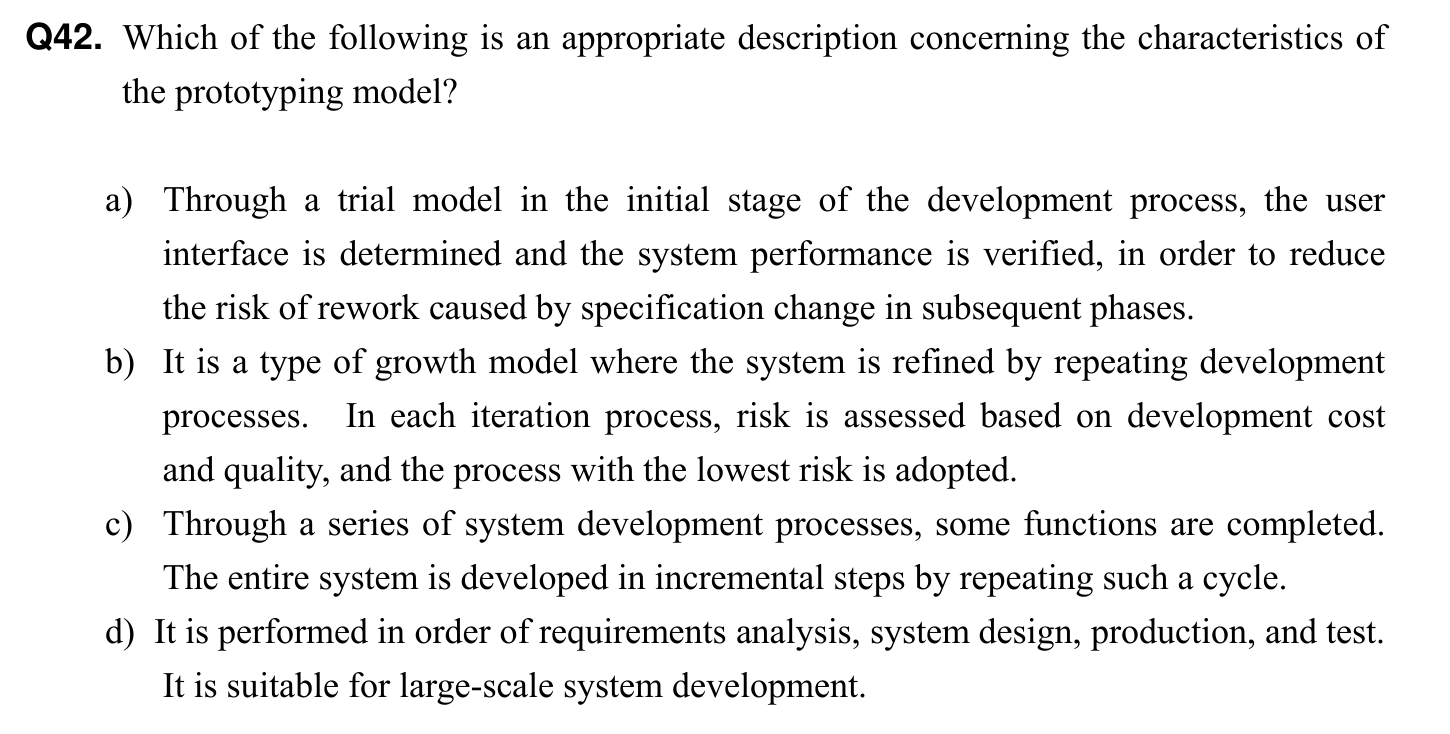 Q42. Which of the following is an appropriate description concerning the characteristics of
the prototyping model?
a) Through a trial model in the initial stage of the development process, the user
interface is determined and the system performance is verified, in order to reduce
the risk of rework caused by specification change in subsequent phases.
b) It is a type of growth model where the system is refined by repeating development
processes. In each iteration process, risk is assessed based on development cost
and quality, and the process with the lowest risk is adopted.
c) Through a series of system development processes, some functions are completed.
The entire system is developed in incremental steps by repeating such a cycle.
d) It is performed in order of requirements analysis, system design, production, and test.
It is suitable for large-scale system development.